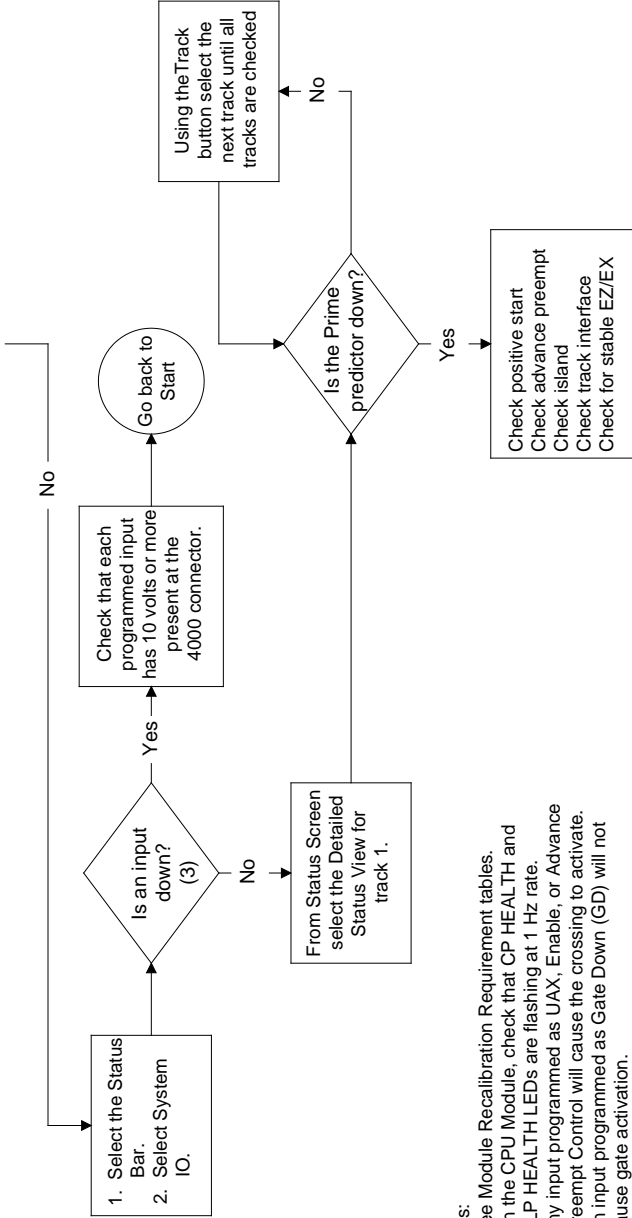 No
1. Select the Status
Bar.
2. Select System
IO.
Is an input
down?
(3)
Yes
Check that each
programmed input
has 10 volts or more
present at the
4000 connector.
Go back to
Start
No
From Status Screen
select the Detailed
Status View for
track 1.
Is the Prime
predictor down?
No
Using theTrack
button select the
next track until all
tracks are checked
Yes
Check positive start
Check advance preempt
Check island
Check track interface
Check for stable EZ/EX
Module Recalibration Requirement tables.
the CPU Module, check that CP HEALTH and
HEALTH LEDs are flashing at 1 Hz rate.
input programmed as UAX, Enable, or Advance
Control will cause the crossing to activate.
input programmed as Gate Down (GD) will not
gate activation.